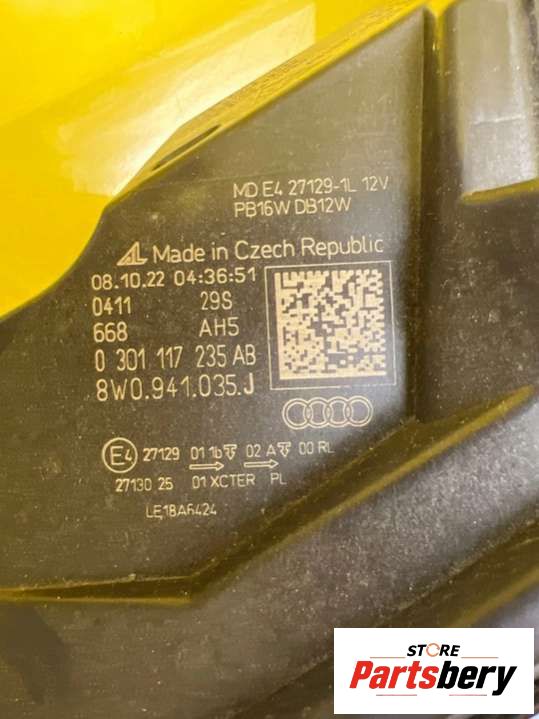 MD E4 27129-1L 12V
PB16W DB12W
AL Made in Czech Republic
08.10.22 04:36:51
0411 29S
668 AH5
0 301 117 235 AB
8W0.941.035.J
E4 27129 01 1b 02 A 00 RL
27130 25 01 XCTER PL
LE18A6424
STORE
Partsbery